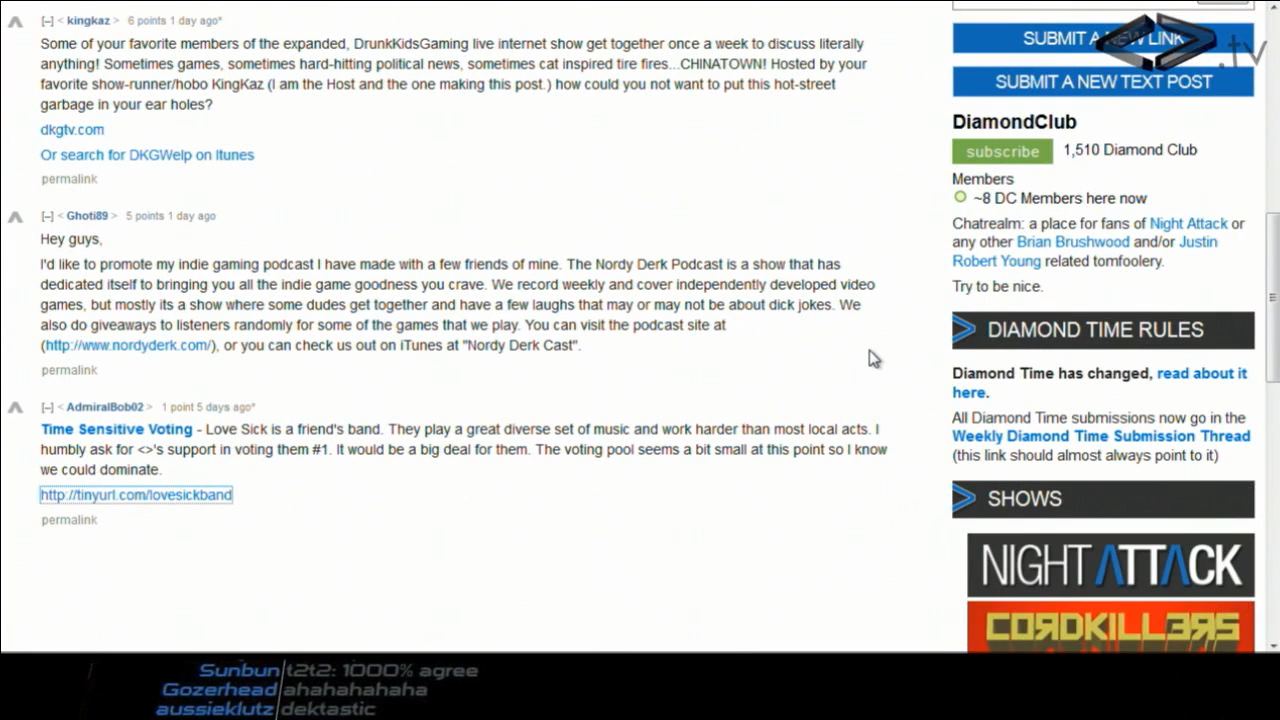 [–] < kingkaz > 6 points 1 day ago*
Some of your favorite members of the expanded, DrunkKidsGaming live internet show get together once a week to discuss literally
anything! Sometimes games, sometimes hard-hitting political news, sometimes cat inspired tire fires...CHINATOWN! Hosted by your
favorite show-runner/hobo KingKaz (I am the Host and the one making this post.) how could you not want to put this hot-street
garbage in your ear holes?
dkgtv.com
Or search for DKGWelp on Itunes
permalink
[–] < Ghoti89 > 5 points 1 day ago
Hey guys,
I'd like to promote my indie gaming podcast I have made with a few friends of mine. The Nordy Derk Podcast is a show that has
dedicated itself to bringing you all the indie game goodness you crave. We record weekly and cover independently developed video
games, but mostly its a show where some dudes get together and have a few laughs that may or may not be about dick jokes. We
also do giveaways to listeners randomly for some of the games that we play. You can visit the podcast site at
(http://www.nordyderk.com/), or you can check us out on iTunes at "Nordy Derk Cast".
permalink
[–] < AdmiralBob02 > 1 point 5 days ago*
Time Sensitive Voting - Love Sick is a friend's band. They play a great diverse set of music and work harder than most local acts. I
humbly ask for <>'s support in voting them #1. It would be a big deal for them. The voting pool seems a bit small at this point so I know
we could dominate.
http://tinyurl.com/lovesickband
permalink
SUBMIT A NEW LINK
.tv
SUBMIT A NEW TEXT POST
DiamondClub
subscribe 1,510 Diamond Club
Members
~8 DC Members here now
Chatrealm: a place for fans of Night Attack or
any other Brian Brushwood and/or Justin
Robert Young related tomfoolery.
Try to be nice.
DIAMOND TIME RULES
Diamond Time has changed, read about it
here.
All Diamond Time submissions now go in the
Weekly Diamond Time Submission Thread
(this link should almost always point to it)
SHOWS
NIGHT ATTACK
CORDKILLERS
Sunbun t2t2: 1000% agree
Gozerhead ahahahahaha
aussieklutz dektastic